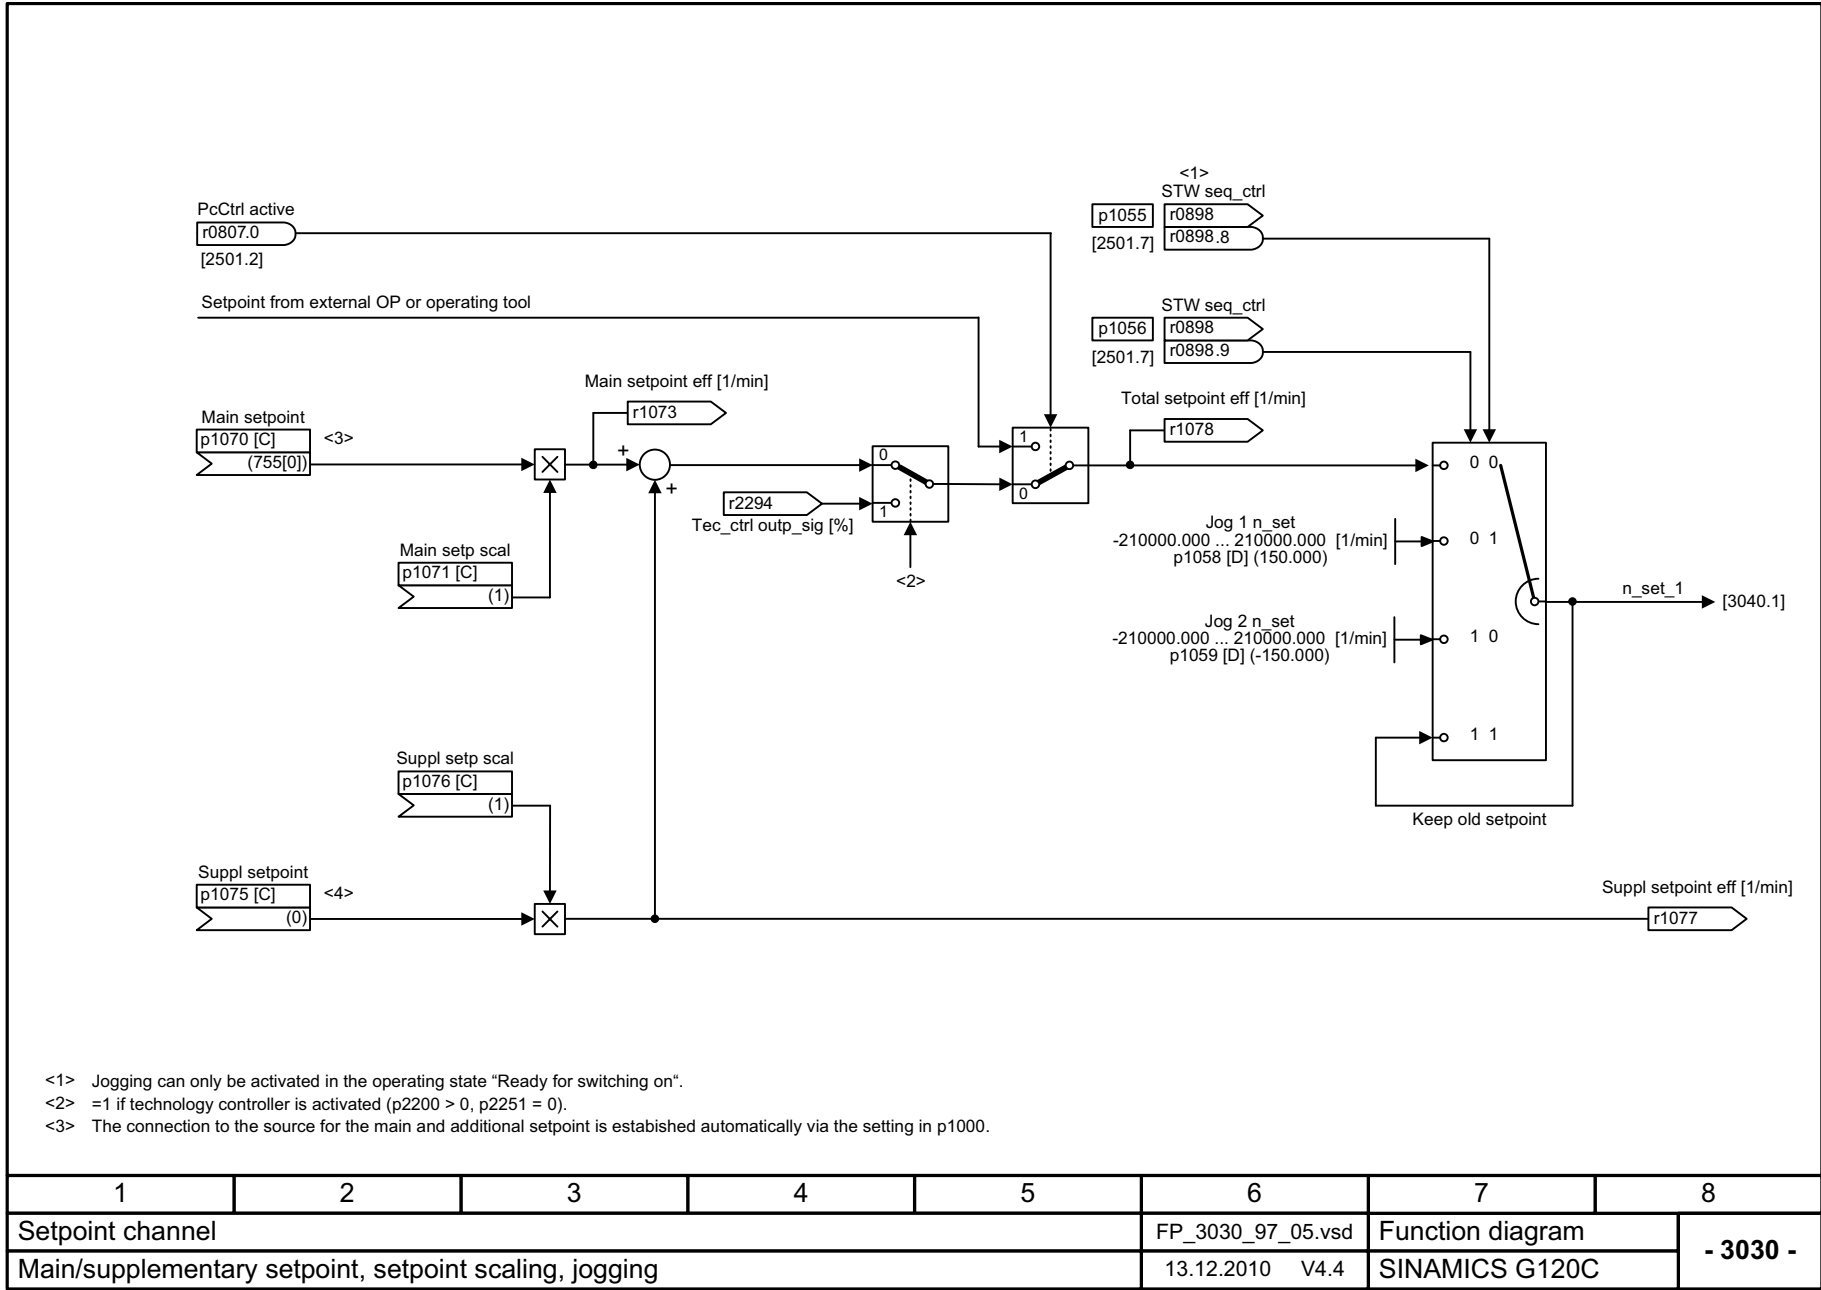 <1>
STW seq_ctrl
PcCtrl active
p1055
r0898
r0807.0
[2501.7]
r0898.8
[2501.2]
Setpoint from external OP or operating tool
STW seq_ctrl
p1056
r0898
[2501.7]
r0898.9
Main setpoint eff [1/min]
r1073
Total setpoint eff [1/min]
r1078
Main setpoint
p1070 [C]
<3>
(755[0])
+
+
0
1
1
0
0 0
r2294
Tec_ctrl outp_sig [%]
<2>
Jog 1 n_set
-210000.000 ... 210000.000 [1/min]
p1058 [D] (150.000)
0 1
Main setp scal
p1071 [C]
(1)
n_set_1
[3040.1]
Jog 2 n_set
-210000.000 ... 210000.000 [1/min]
p1059 [D] (-150.000)
1 0
1 1
Keep old setpoint
Suppl setp scal
p1076 [C]
(1)
Suppl setpoint
p1075 [C]
<4>
(0)
Suppl setpoint eff [1/min]
r1077
<1> Jogging can only be activated in the operating state “Ready for switching on“.
<2> =1 if technology controller is activated (p2200 > 0, p2251 = 0).
<3> The connection to the source for the main and additional setpoint is estabished automatically via the setting in p1000.
1 2 3 4 5 6 7 8
Setpoint channel
FP_3030_97_05.vsd
Function diagram
- 3030 -
Main/supplementary setpoint, setpoint scaling, jogging
13.12.2010 V4.4
SINAMICS G120C